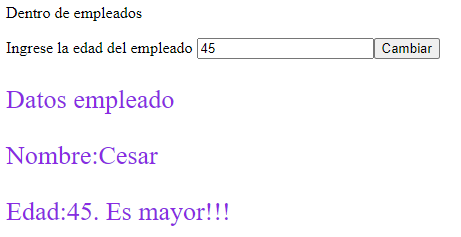 Dentro de empleados
Ingrese la edad del empleado 45 Cambiar
Datos empleado
Nombre:Cesar
Edad:45. Es mayor!!!